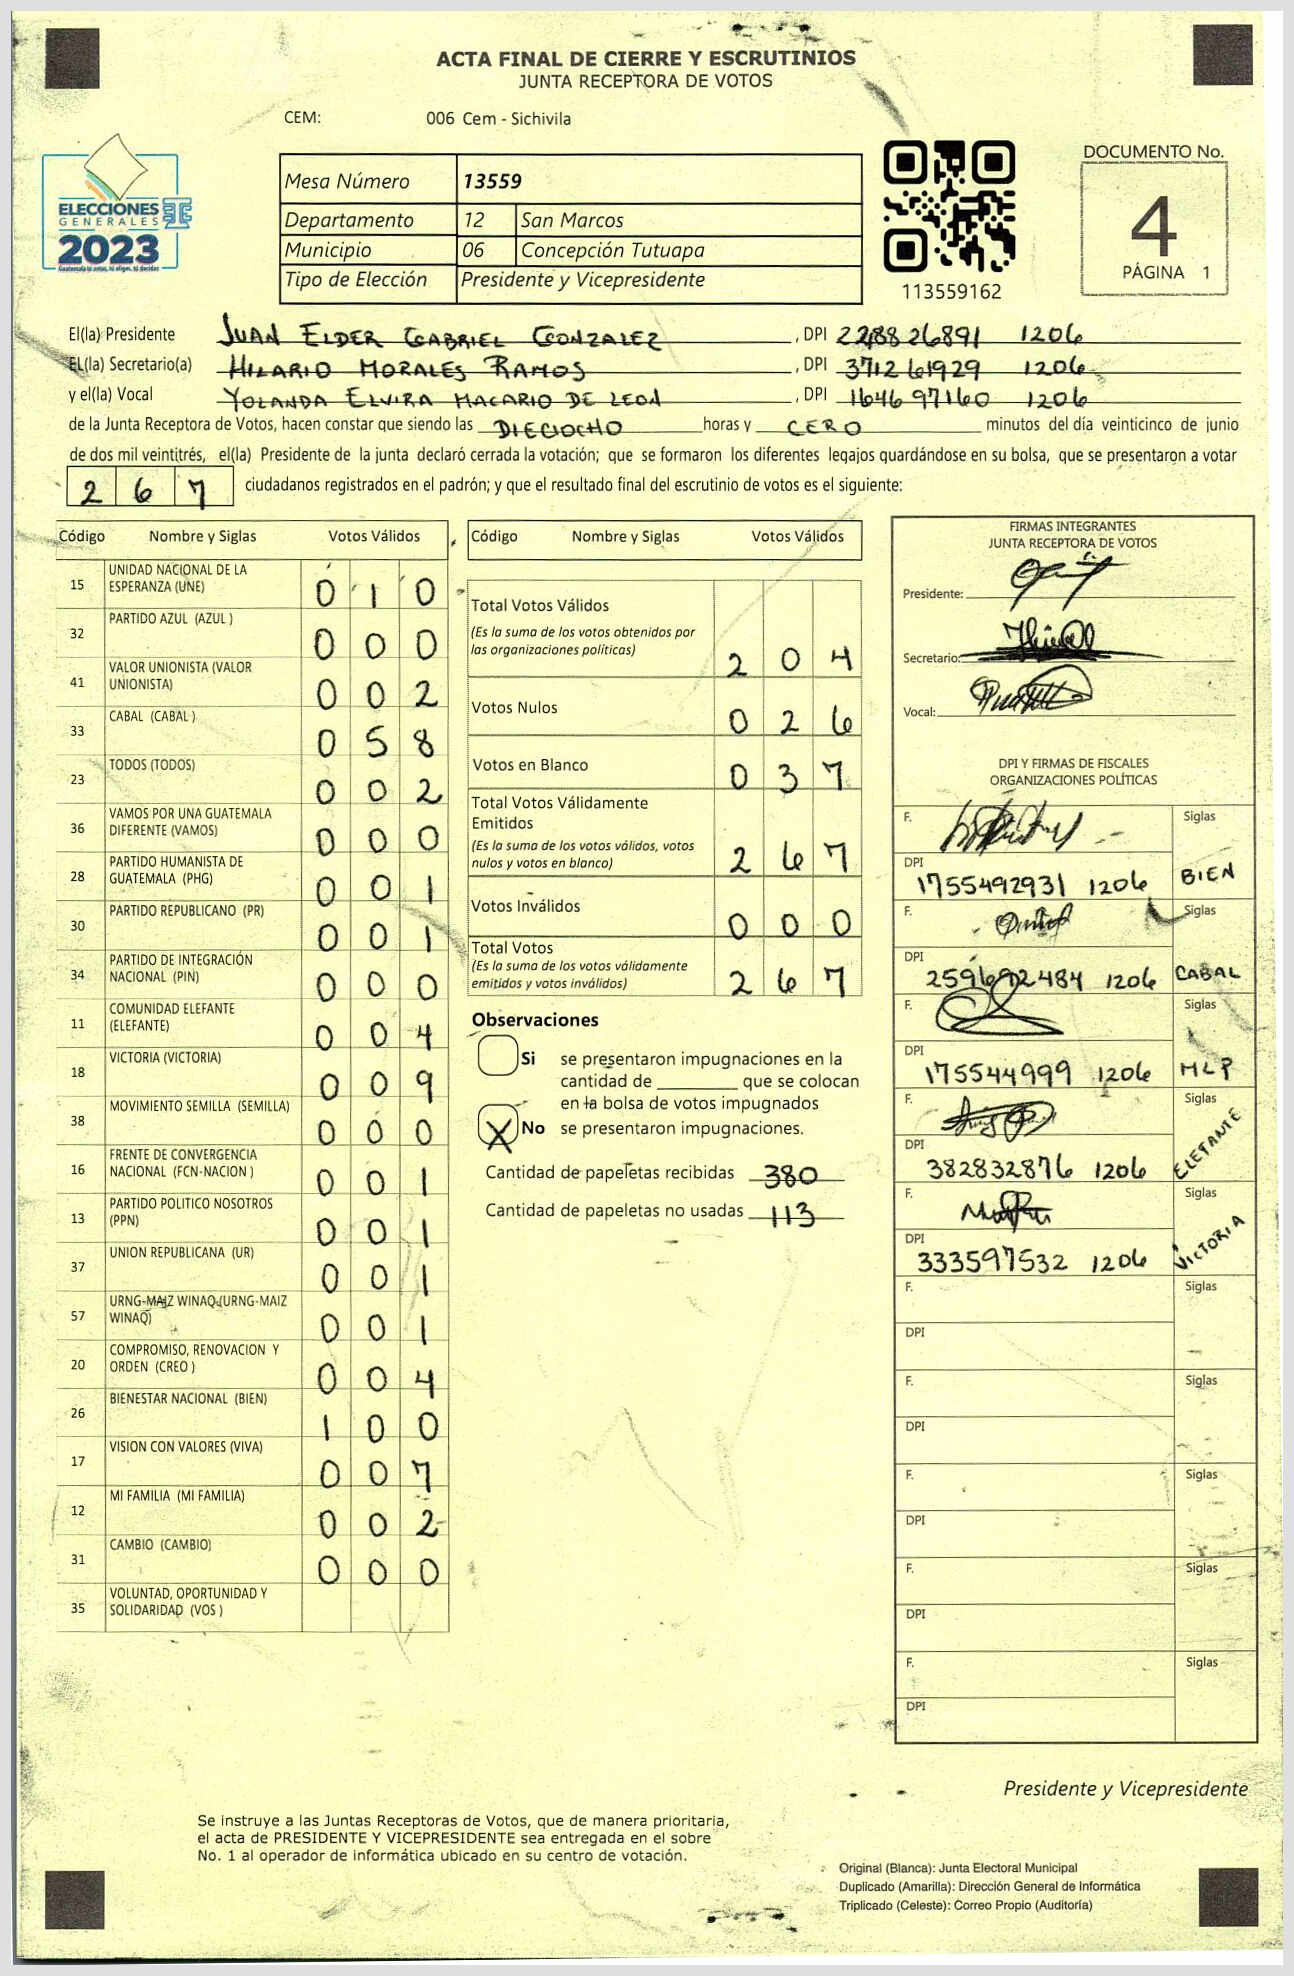 ACTA FINAL DE CIERRE Y ESCRUTINIOS
JUNTA RECEPTORA DE VOTOS
CEM: 006 Cem - Sichivila
ELECCIONES
GENERALES
2023
Guatemala tú votas, tú eliges, tú decides
Mesa Número 13559
Departamento 12 San Marcos
Municipio 06 Concepción Tutuapa
Tipo de Elección Presidente y Vicepresidente
113559162
DOCUMENTO No.
4
PÁGINA 1
El(la) Presidente JUAN ELDER GABRIEL GONZALEZ , DPI 228826891 1206
EL(la) Secretario(a) HILARIO MORALES RAMOS , DPI 371261929 1206
y el(la) Vocal YOLANDA ELVIRA MACARIO DE LEON , DPI 164697160 1206
de la Junta Receptora de Votos, hacen constar que siendo las DIECIOCHO horas y CERO minutos del día veinticinco de junio
de dos mil veintitrés, el(la) Presidente de la junta declaró cerrada la votación; que se formaron los diferentes legajos quardándose en su bolsa, que se presentaron a votar
2 6 7 ciudadanos registrados en el padrón; y que el resultado final del escrutinio de votos es el siguiente:
Código Nombre y Siglas Votos Válidos
15 UNIDAD NACIONAL DE LA
ESPERANZA (UNE) 0 1 0
32 PARTIDO AZUL (AZUL ) 0 0 0
41 VALOR UNIONISTA (VALOR
UNIONISTA) 0 0 2
33 CABAL (CABAL ) 0 5 8
23 TODOS (TODOS) 0 0 2
36 VAMOS POR UNA GUATEMALA
DIFERENTE (VAMOS) 0 0 0
28 PARTIDO HUMANISTA DE
GUATEMALA (PHG) 0 0 1
30 PARTIDO REPUBLICANO (PR) 0 0 1
34 PARTIDO DE INTEGRACIÓN
NACIONAL (PIN) 0 0 0
11 COMUNIDAD ELEFANTE
(ELEFANTE) 0 0 4
18 VICTORIA (VICTORIA) 0 0 9
38 MOVIMIENTO SEMILLA (SEMILLA) 0 0 0
16 FRENTE DE CONVERGENCIA
NACIONAL (FCN-NACION ) 0 0 1
13 PARTIDO POLITICO NOSOTROS
(PPN) 0 0 1
37 UNION REPUBLICANA (UR) 0 0 1
57 URNG-MAIZ WINAQ (URNG-MAIZ
WINAQ) 0 0 1
20 COMPROMISO, RENOVACION Y
ORDEN (CREO ) 0 0 4
26 BIENESTAR NACIONAL (BIEN) 1 0 0
17 VISION CON VALORES (VIVA) 0 0 7
12 MI FAMILIA (MI FAMILIA) 0 0 2
31 CAMBIO (CAMBIO) 0 0 0
35 VOLUNTAD, OPORTUNIDAD Y
SOLIDARIDAD (VOS )
Código Nombre y Siglas Votos Válidos
Total Votos Válidos
(Es la suma de los votos obtenidos por
las organizaciones políticas) 2 0 4
Votos Nulos 0 2 6
Votos en Blanco 0 3 7
Total Votos Válidamente
Emitidos
(Es la suma de los votos válidos, votos
nulos y votos en blanco) 2 6 7
Votos Inválidos 0 0 0
Total Votos
(Es la suma de los votos válidamente
emitidos y votos inválidos) 2 6 7
Observaciones
Si se presentaron impugnaciones en la
cantidad de ________ que se colocan
en la bolsa de votos impugnados
X No se presentaron impugnaciones.
Cantidad de papeletas recibidas 380
Cantidad de papeletas no usadas 113
FIRMAS INTEGRANTES
JUNTA RECEPTORA DE VOTOS
Presidente:
Secretario:
Vocal:
DPI Y FIRMAS DE FISCALES
ORGANIZACIONES POLÍTICAS
F. Siglas
DPI 1755492931 1206 BIEN
F. Siglas
DPI 259692484 1206 CABAL
F. Siglas
DPI 175544999 1206 MLP
F. Siglas
DPI 382832876 1206 ELEFANTE
F. Siglas
DPI 333597532 1206 VICTORIA
F. Siglas
DPI
F. Siglas
DPI
F. Siglas
DPI
F. Siglas
DPI
F. Siglas
DPI
Presidente y Vicepresidente
Se instruye a las Juntas Receptoras de Votos, que de manera prioritaria,
el acta de PRESIDENTE Y VICEPRESIDENTE sea entregada en el sobre
No. 1 al operador de informática ubicado en su centro de votación.
Original (Blanca): Junta Electoral Municipal
Duplicado (Amarilla): Dirección General de Informática
Triplicado (Celeste): Correo Propio (Auditoría)